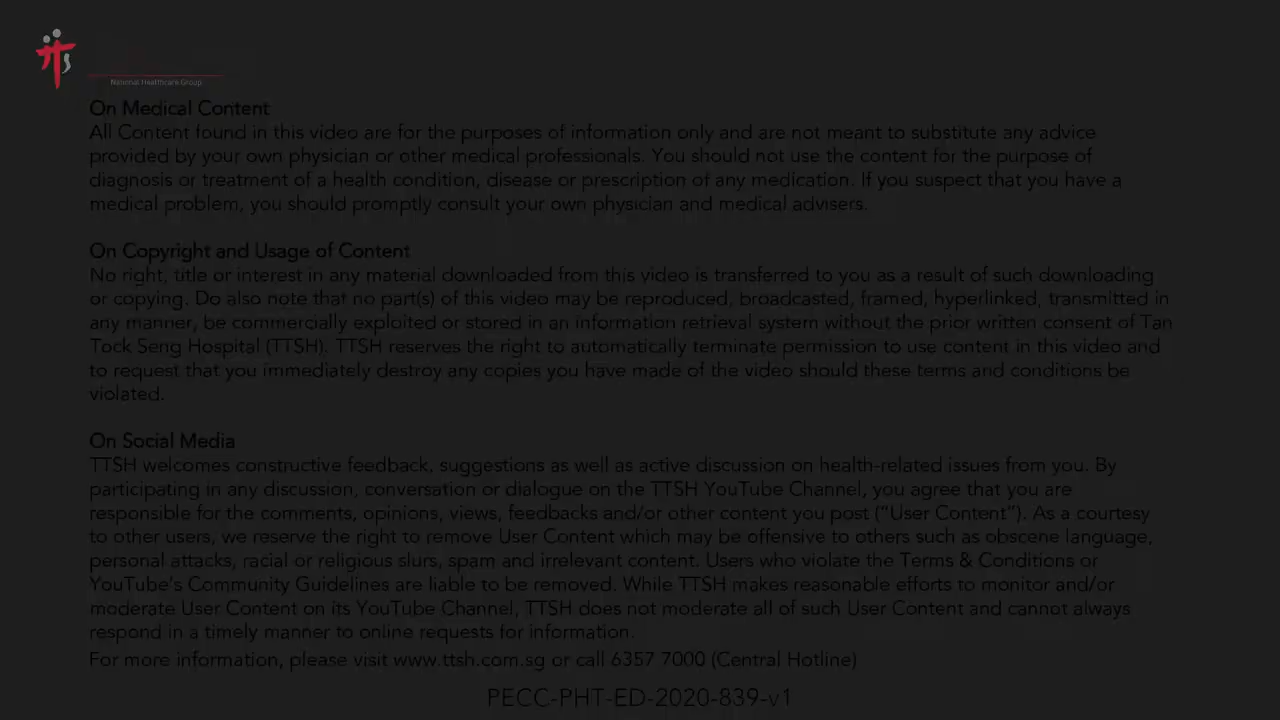 National Healthcare Group
On Medical Content
All Content found in this video are for the purposes of information only and are not meant to substitute any advice
provided by your own physician or other medical professionals. You should not use the content for the purpose of
diagnosis or treatment of a health condition, disease or prescription of any medication. If you suspect that you have a
medical problem, you should promptly consult your own physician and medical advisers.
On Copyright and Usage of Content
No right, title or interest in any material downloaded from this video is transferred to you as a result of such downloading
or copying. Do also note that no part(s) of this video may be reproduced, broadcasted, framed, hyperlinked, transmitted in
any manner, be commercially exploited or stored in an information retrieval system without the prior written consent of Tan
Tock Seng Hospital (TTSH). TTSH reserves the right to automatically terminate permission to use content in this video and
to request that you immediately destroy any copies you have made of the video should these terms and conditions be
violated.
On Social Media
TTSH welcomes constructive feedback, suggestions as well as active discussion on health-related issues from you. By
participating in any discussion, conversation or dialogue on the TTSH YouTube Channel, you agree that you are
responsible for the comments, opinions, views, feedbacks and/or other content you post (“User Content”). As a courtesy
to other users, we reserve the right to remove User Content which may be offensive to others such as obscene language,
personal attacks, racial or religious slurs, spam and irrelevant content. Users who violate the Terms & Conditions or
YouTube's Community Guidelines are liable to be removed. While TTSH makes reasonable efforts to monitor and/or
moderate User Content on its YouTube Channel, TTSH does not moderate all of such User Content and cannot always
respond in a timely manner to online requests for information.
For more information, please visit www.ttsh.com.sg or call 6357 7000 (Central Hotline)
PECC-PHT-ED-2020-839-v1